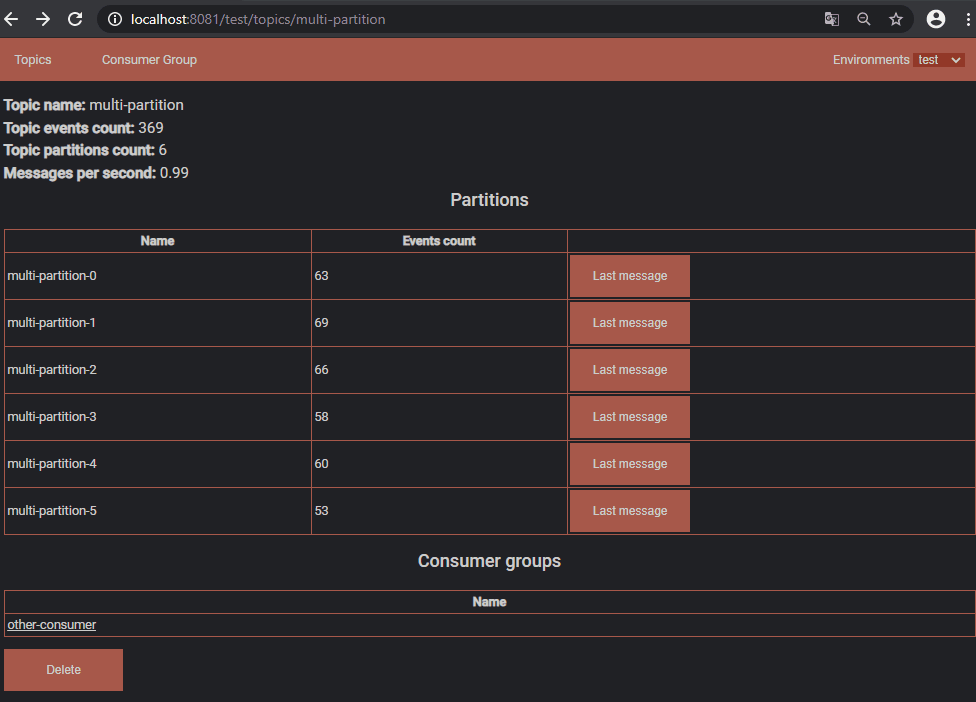 localhost:8081/test/topics/multi-partition
Topics Consumer Group Environments test
Topic name: multi-partition
Topic events count: 369
Topic partitions count: 6
Messages per second: 0.99
Partitions
Name Events count
multi-partition-0 63 Last message
multi-partition-1 69 Last message
multi-partition-2 66 Last message
multi-partition-3 58 Last message
multi-partition-4 60 Last message
multi-partition-5 53 Last message
Consumer groups
Name
other-consumer
Delete